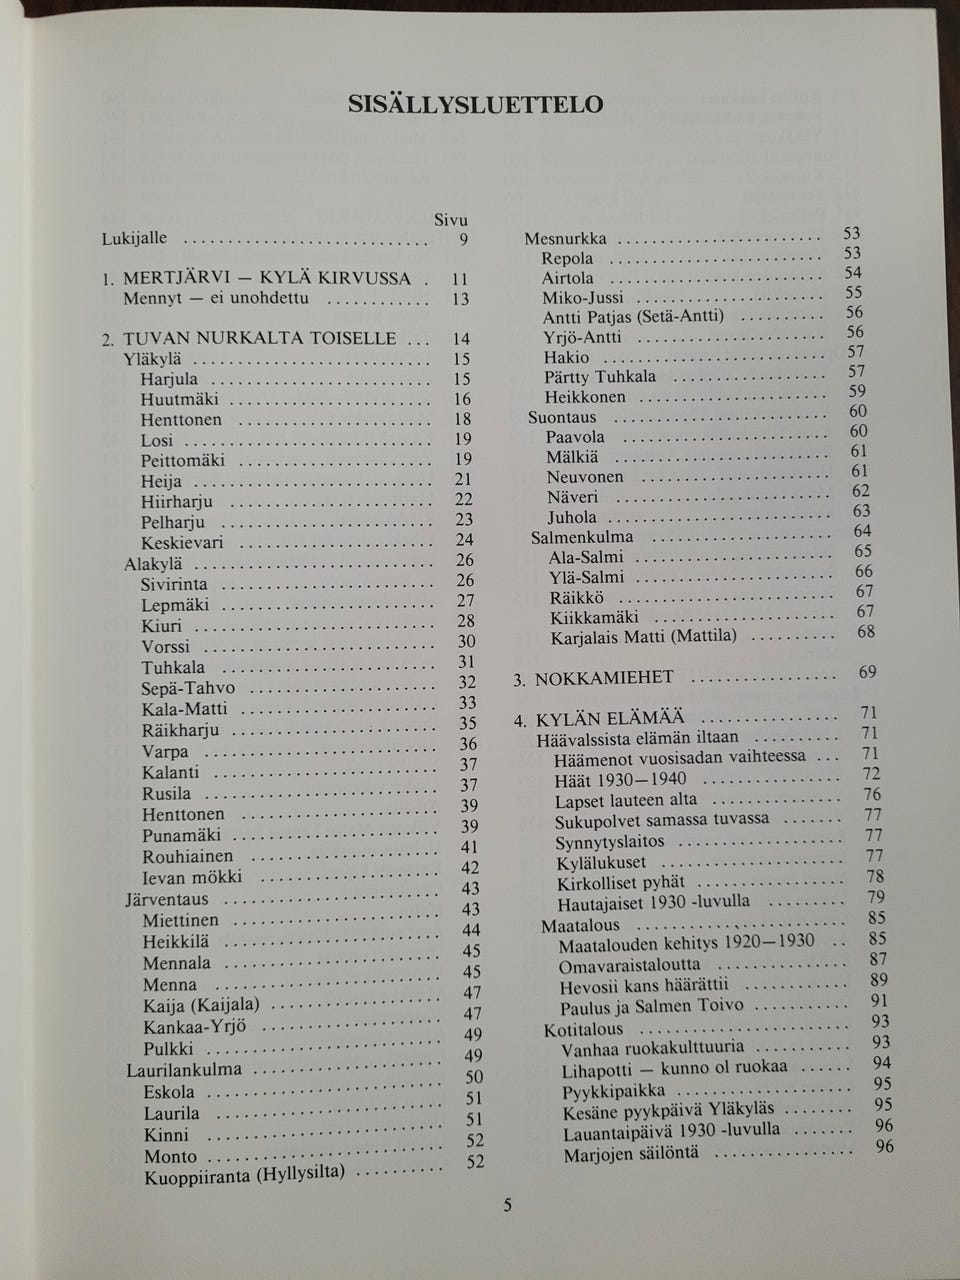 SISÄLLYSLUETTELO
Sivu
Lukijalle ............................ 9
1. MERTJÄRVI — KYLÄ KIRVUSSA . 11
Mennyt — ei unohdettu ............ 13
2. TUVAN NURKALTA TOISELLE ... 14
Yläkylä ........................... 15
Harjula ......................... 15
Huutmäki ....................... 16
Henttonen ...................... 18
Losi ............................ 19
Peittomäki ...................... 19
Heija ........................... 21
Hiirharju ....................... 22
Pelharju ........................ 23
Keskievari ...................... 24
Alakylä ........................... 26
Sivirinta ........................ 26
Lepmäki ........................ 27
Kiuri ........................... 28
Vorssi .......................... 30
Tuhkala ........................ 31
Sepä-Tahvo ..................... 32
Kala-Matti ...................... 33
Räikharju ....................... 35
Varpa .......................... 36
Kalanti ......................... 37
Rusila .......................... 37
Henttonen ...................... 39
Punamäki ....................... 39
Rouhiainen ..................... 41
Ievan mökki .................... 42
Järventaus ........................ 43
Miettinen ....................... 43
Heikkilä ........................ 44
Mennala ........................ 45
Menna ......................... 45
Kaija (Kaijala) ................... 47
Kankaa-Yrjö .................... 47
Pulkki .......................... 49
Laurilankulma ..................... 49
Eskola .......................... 50
Laurila ......................... 51
Kinni .......................... 51
Monto .......................... 52
Kuoppiiranta (Hyllysilta) .......... 52
Mesnurkka ........................ 53
Repola ......................... 53
Airtola ......................... 54
Miko-Jussi ...................... 55
Antti Patjas (Setä-Antti) .......... 56
Yrjö-Antti ...................... 56
Hakio .......................... 57
Pärtty Tuhkala .................. 57
Heikkonen ...................... 59
Suontaus ......................... 60
Paavola ........................ 60
Mälkiä ......................... 61
Neuvonen ...................... 61
Näveri ......................... 62
Juhola .......................... 63
Salmenkulma ..................... 64
Ala-Salmi ....................... 65
Ylä-Salmi ....................... 66
Räikkö ......................... 67
Kiikkamäki ..................... 67
Karjalais Matti (Mattila) .......... 68
3. NOKKAMIEHET ................. 69
4. KYLÄN ELÄMÄÄ ................ 71
Häävalssista elämän iltaan .......... 71
Häämenot vuosisadan vaihteessa ... 71
Häät 1930—1940 ................ 72
Lapset lauteen alta ............... 76
Sukupolvet samassa tuvassa ....... 77
Synnytyslaitos ................... 77
Kylälukuset ..................... 77
Kirkolliset pyhät ................. 78
Hautajaiset 1930 -luvulla ......... 79
Maatalous ........................ 85
Maatalouden kehitys 1920—1930 .. 85
Omavaraistaloutta ............... 87
Hevosii kans häärättii ............ 89
Paulus ja Salmen Toivo ........... 91
Kotitalous ........................ 93
Vanhaa ruokakulttuuria ........... 93
Lihapotti — kunno ol ruokaa ...... 94
Pyykkipaikka .................... 95
Kesäne pyykpäivä Yläkyläs ........ 95
Lauantaipäivä 1930 -luvulla ....... 96
Marjojen säilöntä ................ 96
5